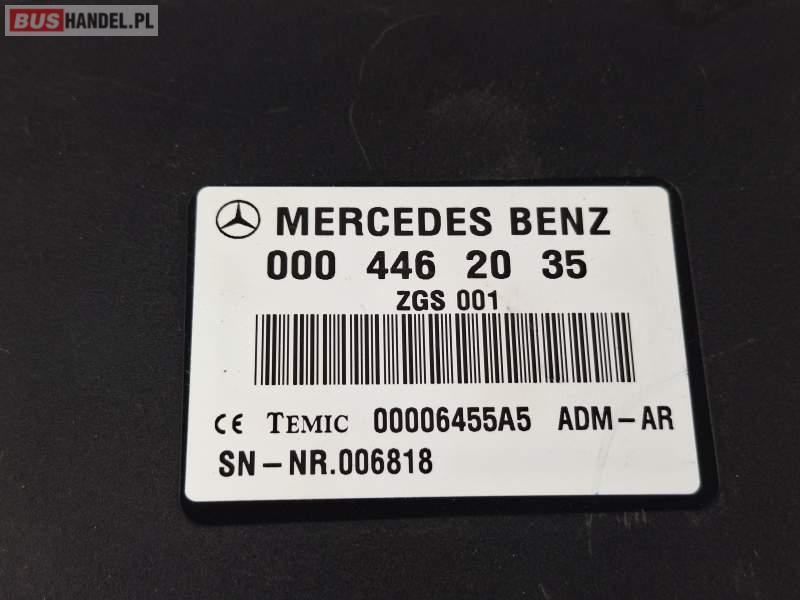 BUSHANDEL.PL
MERCEDES BENZ
000 446 20 35
ZGS 001
CE TEMIC 00006455A5 ADM-AR
SN-NR.006818